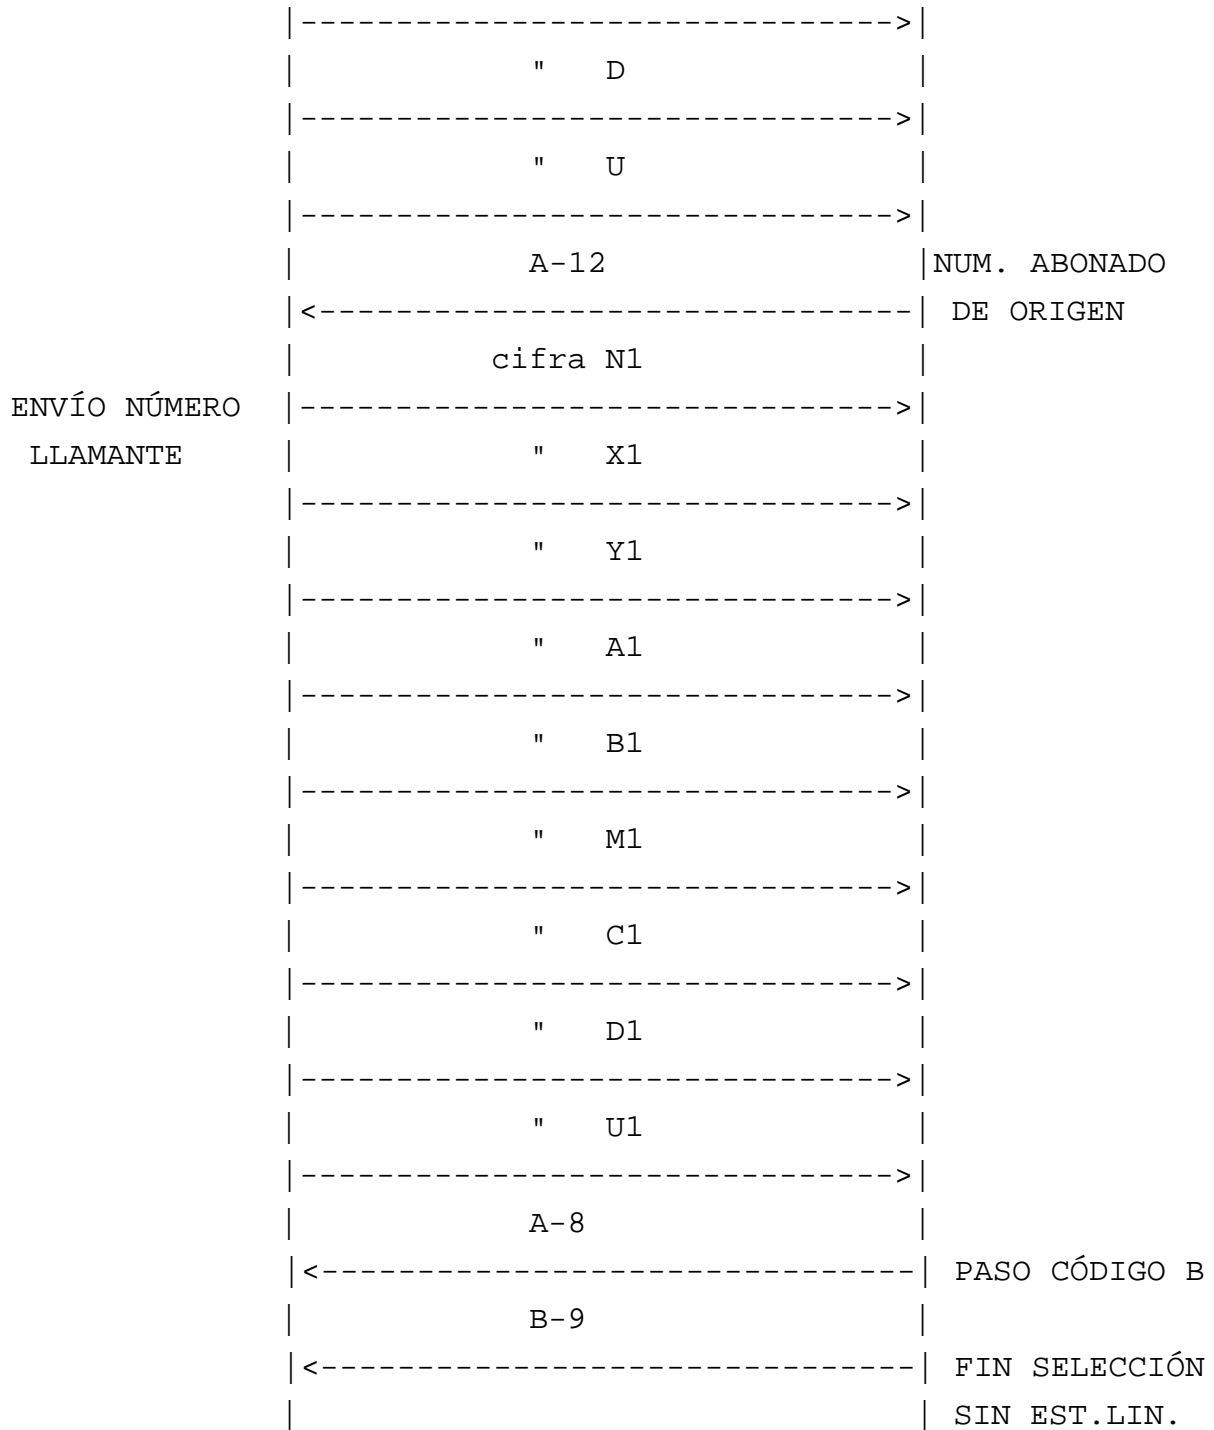 |------------------------------->|
| " D |
|------------------------------->|
| " U |
|------------------------------->|
| A-12 |NUM. ABONADO
|<-------------------------------| DE ORIGEN
| cifra N1 |
ENVÍO NÚMERO |------------------------------->|
LLAMANTE | " X1 |
|------------------------------->|
| " Y1 |
|------------------------------->|
| " A1 |
|------------------------------->|
| " B1 |
|------------------------------->|
| " M1 |
|------------------------------->|
| " C1 |
|------------------------------->|
| " D1 |
|------------------------------->|
| " U1 |
|------------------------------->|
| A-8 |
|<-------------------------------| PASO CÓDIGO B
| B-9 |
|<-------------------------------| FIN SELECCIÓN
| | SIN EST.LIN.